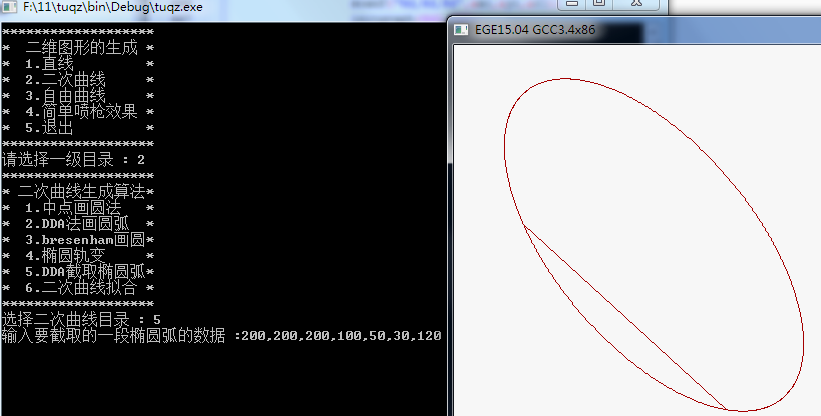 F:\11\tuqz\bin\Debug\tuqz.exe
*******************
* 二维图形的生成 *
* 1.直线 *
* 2.二次曲线 *
* 3.自由曲线 *
* 4.简单喷枪效果 *
* 5.退出 *
*******************
请选择一级目录 : 2
*******************
* 二次曲线生成算法*
* 1.中点画圆法 *
* 2.DDA法画圆弧 *
* 3.bresenham画圆*
* 4.椭圆轨变 *
* 5.DDA截取椭圆弧*
* 6.二次曲线拟合 *
*******************
选择二次曲线目录 : 5
输入要截取的一段椭圆弧的数据 :200,200,200,100,50,30,120
EGE15.04 GCC3.4x86